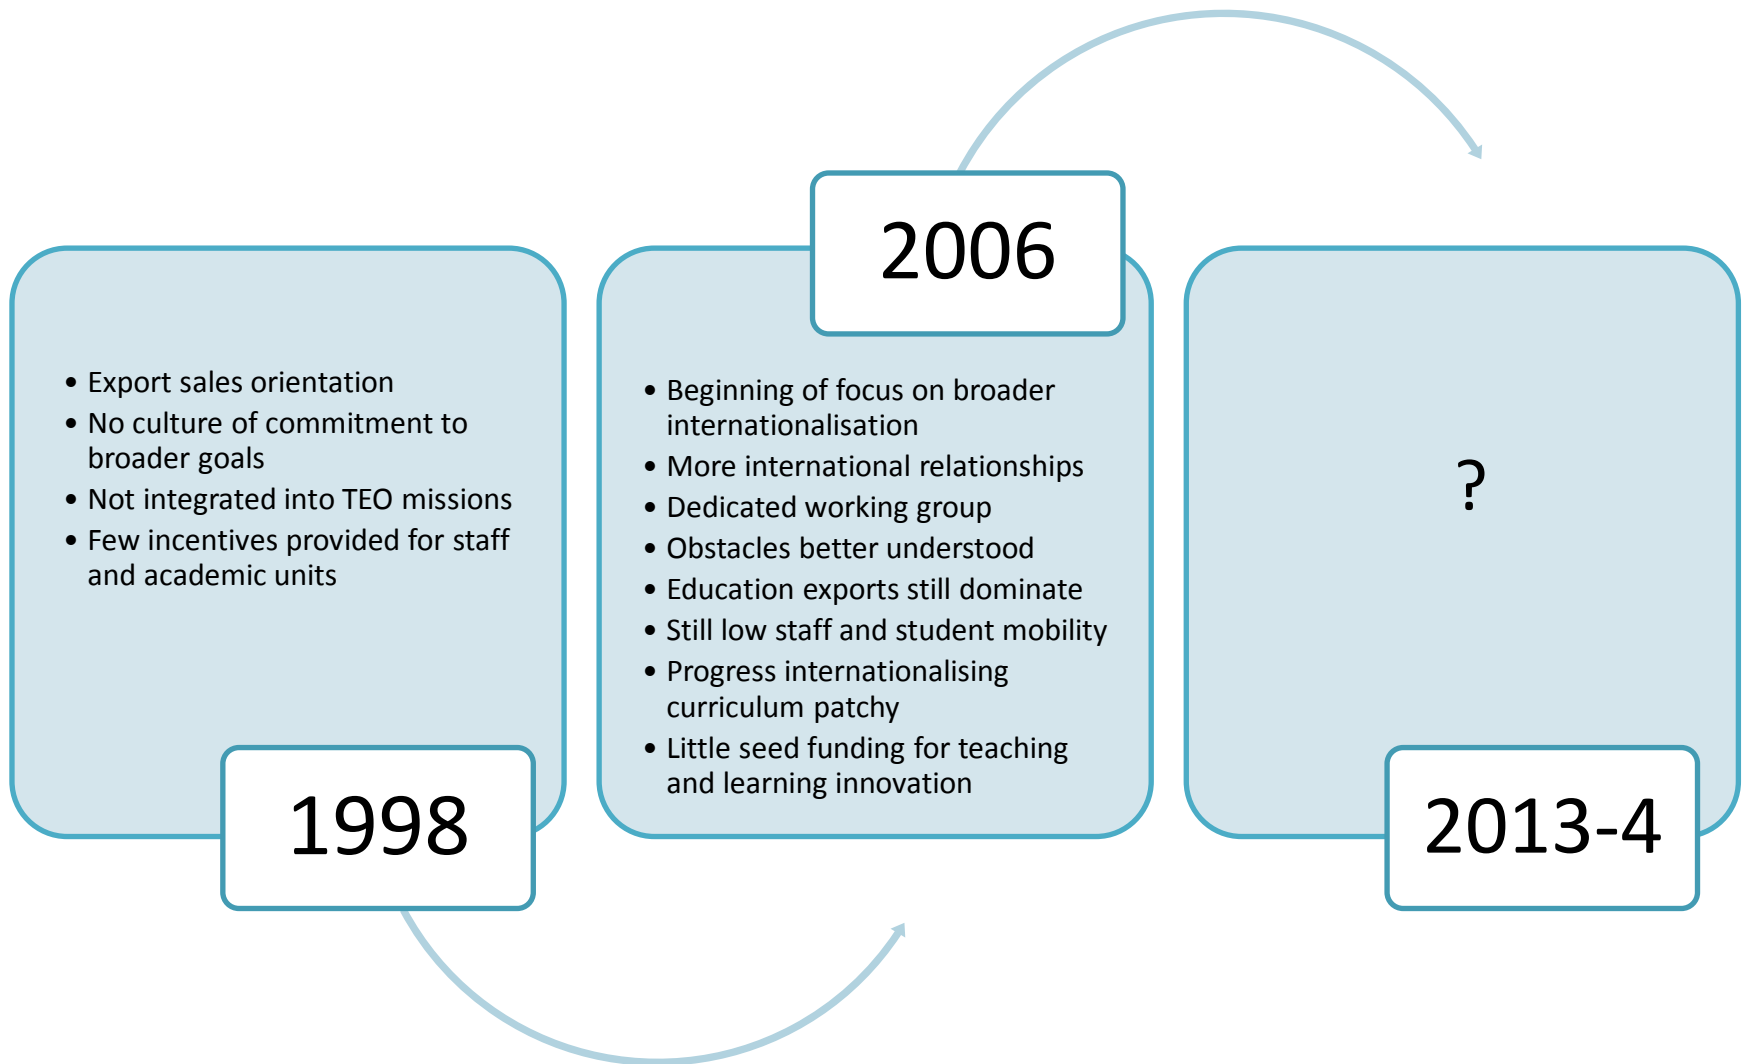 • Export sales orientation
• No culture of commitment to
broader goals
• Not integrated into TEO missions
• Few incentives provided for staff
and academic units
1998
2006
• Beginning of focus on broader
internationalisation
• More international relationships
• Dedicated working group
• Obstacles better understood
• Education exports still dominate
• Still low staff and student mobility
• Progress internationalising
curriculum patchy
• Little seed funding for teaching
and learning innovation
?
2013-4